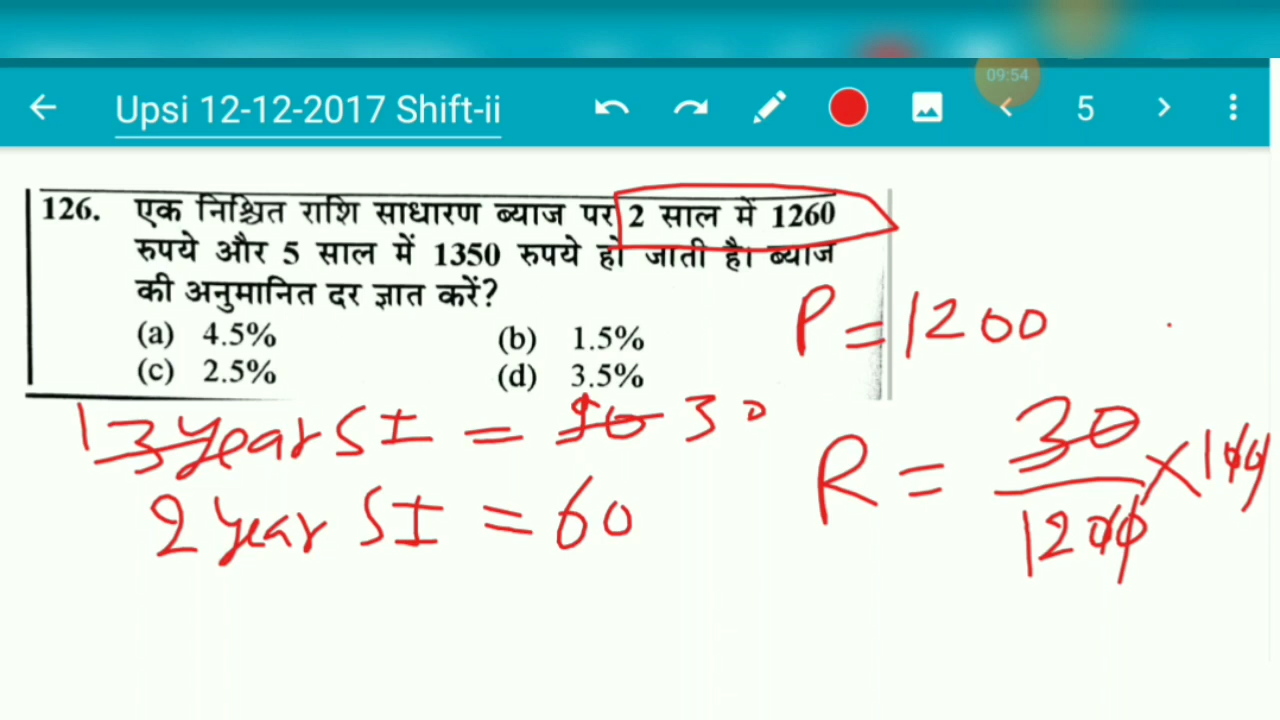 09:54
Upsi 12-12-2017 Shift-ii
5
126. एक निश्चित राशि साधारण ब्याज पर 2 साल में 1260
रुपये और 5 साल में 1350 रुपये हो जाती है। ब्याज
की अनुमानित दर ज्ञात करें?
(a) 4.5% (b) 1.5%
(c) 2.5% (d) 3.5%
P = 1200
13 year SI = 90 30
2 year SI = 60
R = 30/1200 × 100